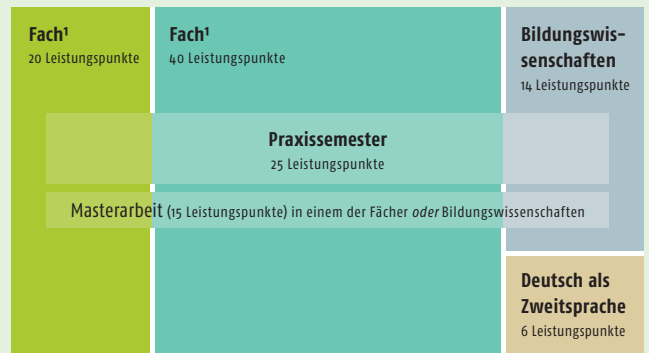 Fach¹
20 Leistungspunkte
Fach¹
40 Leistungspunkte
Bildungswis-
senschaften
14 Leistungspunkte
Praxissemester
25 Leistungspunkte
Masterarbeit (15 Leistungspunkte) in einem der Fächer oder Bildungswissenschaften
Deutsch als
Zweitsprache
6 Leistungspunkte